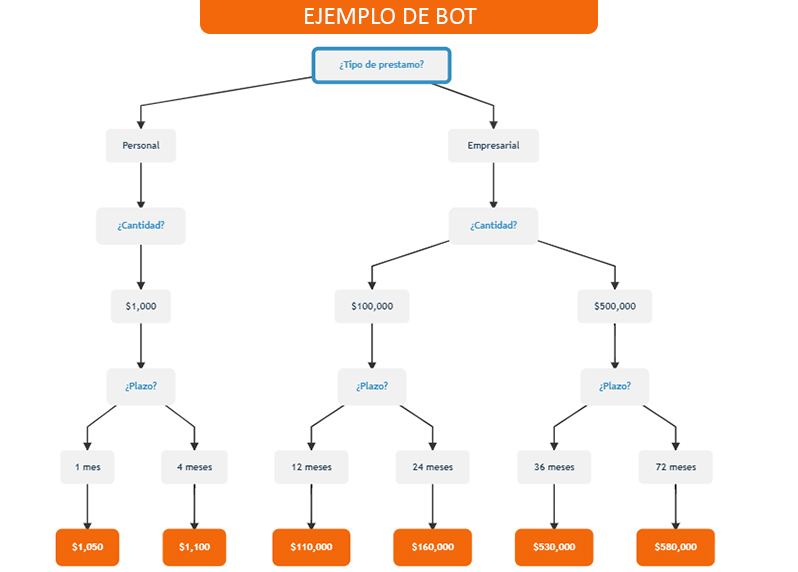 EJEMPLO DE BOT
¿Tipo de prestamo?
Personal
Empresarial
¿Cantidad?
¿Cantidad?
$1,000
$100,000
$500,000
¿Plazo?
¿Plazo?
¿Plazo?
1 mes
4 meses
12 meses
24 meses
36 meses
72 meses
$1,050
$1,100
$110,000
$160,000
$530,000
$580,000